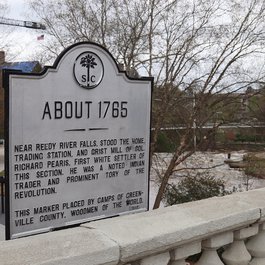 S C
ABOUT 1765
NEAR REEDY RIVER FALLS, STOOD THE HOME,
TRADING STATION, AND GRIST MILL OF COL.
RICHARD PEARIS, FIRST WHITE SETTLER OF
THIS SECTION. HE WAS A NOTED INDIAN
TRADER AND PROMINENT TORY OF THE
REVOLUTION.
THIS MARKER PLACED BY CAMPS OF GREEN-
VILLE COUNTY, WOODMEN OF THE WORLD,